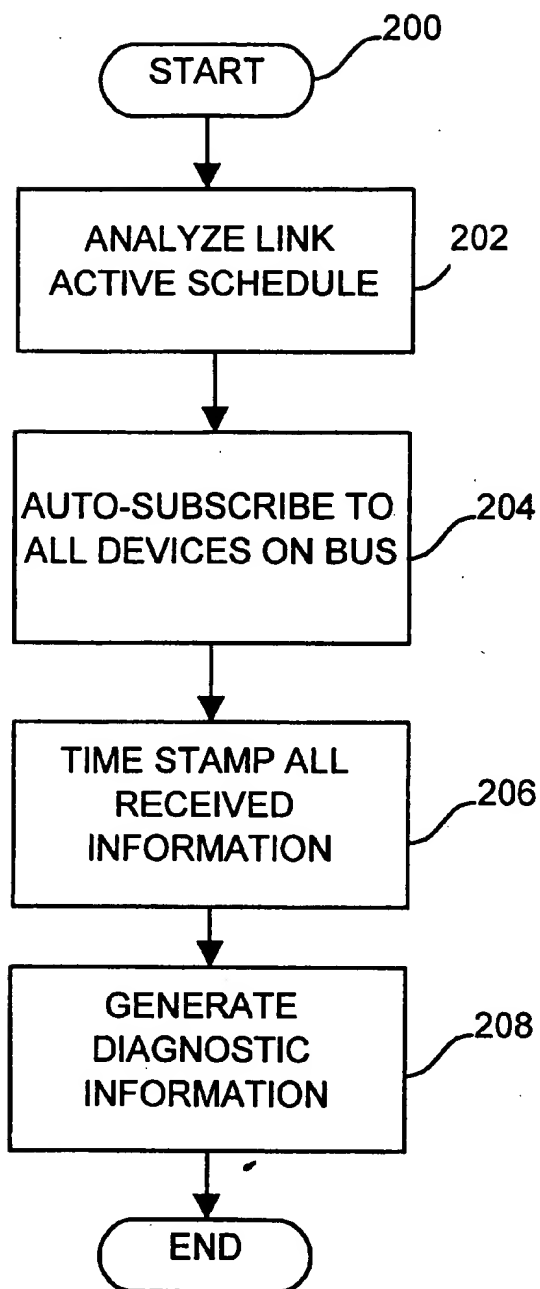 200
START
ANALYZE LINK
ACTIVE SCHEDULE
202
AUTO-SUBSCRIBE TO
ALL DEVICES ON BUS
204
TIME STAMP ALL
RECEIVED
INFORMATION
206
GENERATE
DIAGNOSTIC
INFORMATION
208
END